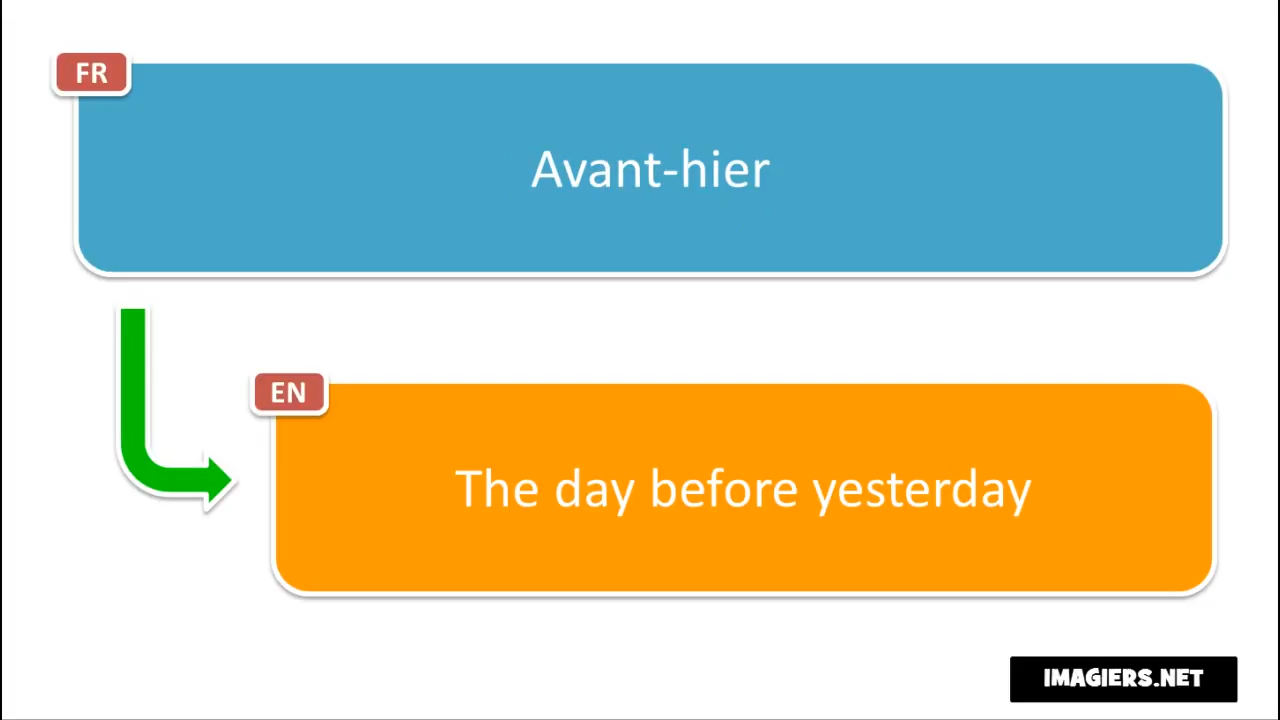 FR
Avant-hier
EN
The day before yesterday
IMAGIERS.NET